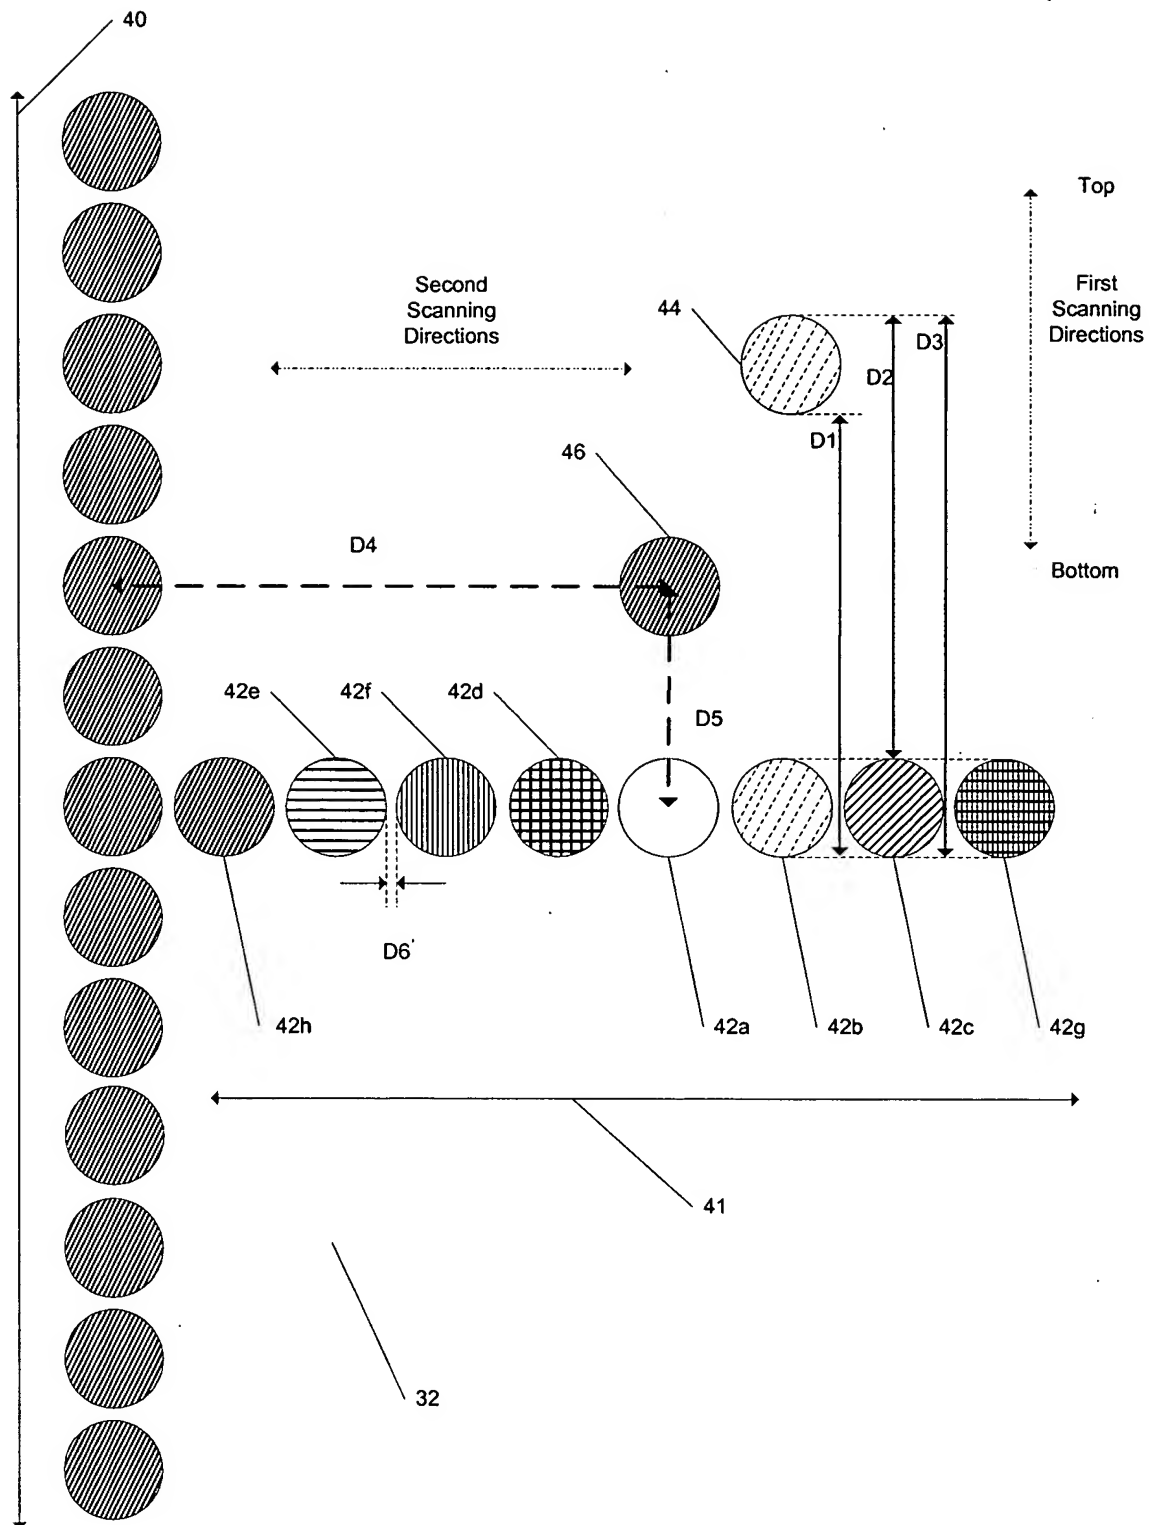 40
Top
Second
Scanning
Directions
First
Scanning
Directions
44
D3
D2
D1
46
D4
Bottom
42e
42f
42d
D5
D6'
42h
42a
42b
42c
42g
41
32